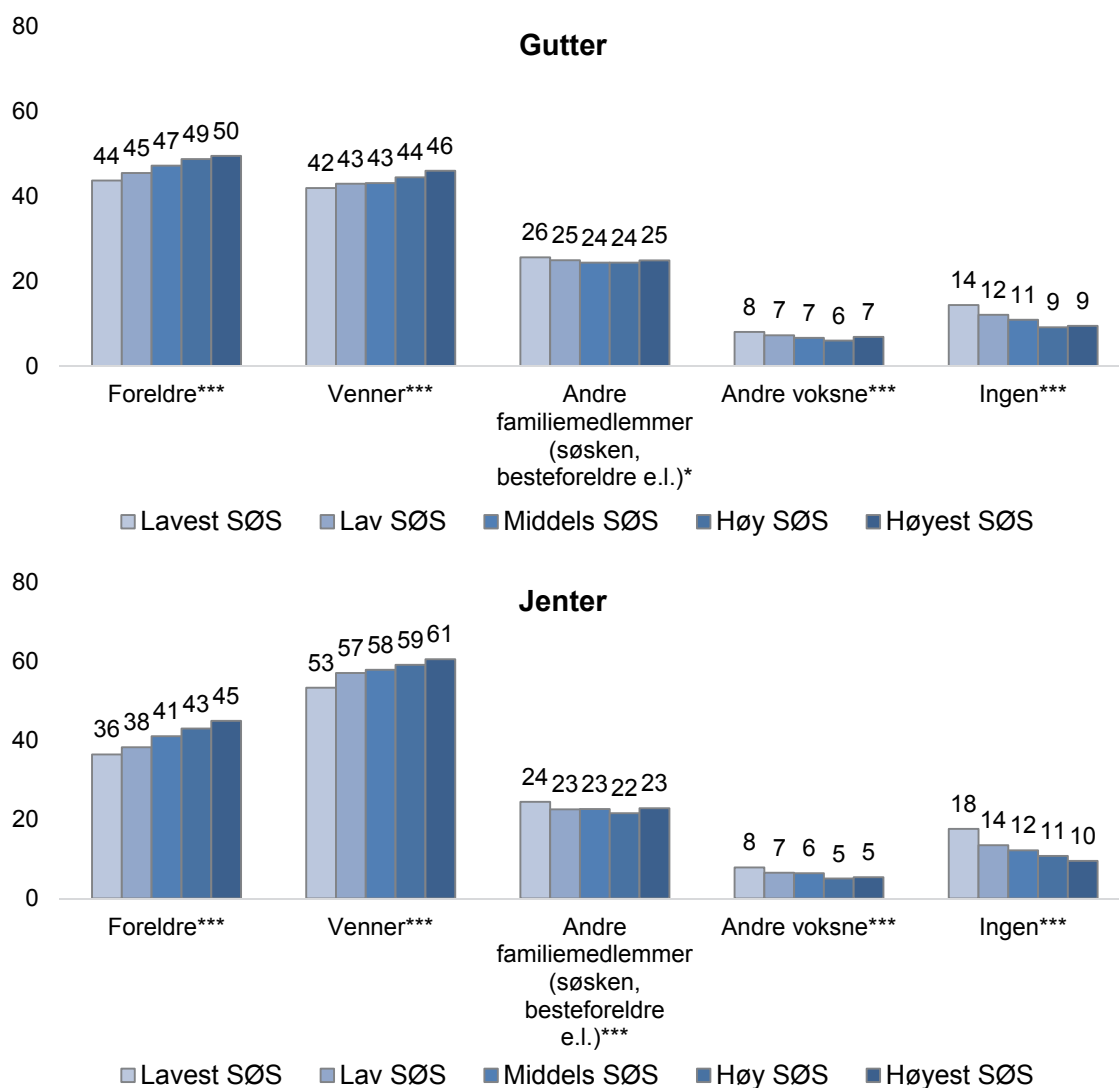 Gutter
80
60
40
20
0
44 45 47 49 50
42 43 43 44 46
26 25 24 24 25
8 7 7 6 7
14 12 11 9 9
Foreldre***
Venner***
Andre
familiemedlemmer
(søsken,
besteforeldre e.l.)*
Andre voksne***
Ingen***
Lavest SØS Lav SØS Middels SØS Høy SØS Høyest SØS
Jenter
80
60
40
20
0
36 38 41 43 45
53 57 58 59 61
24 23 23 22 23
8 7 6 5 5
18 14 12 11 10
Foreldre***
Venner***
Andre
familiemedlemmer
(søsken,
besteforeldre
e.l.)***
Andre voksne***
Ingen***
Lavest SØS Lav SØS Middels SØS Høy SØS Høyest SØS